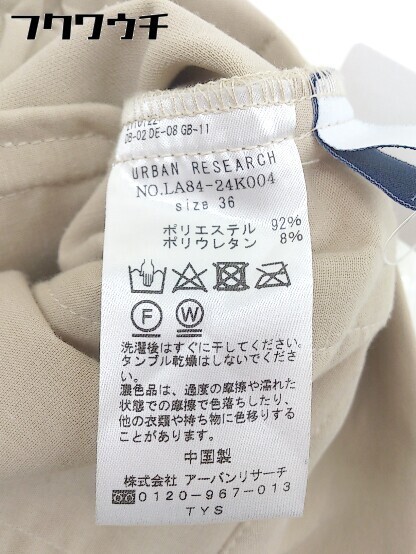 フクワウチ
DB-02 DE-08 GB-11
URBAN RESEARCH
NO.LA84-24K004
size 36
ポリエステル 92%
ポリウレタン 8%
F W
洗濯後はすぐに干してください。
タンブル乾燥はしないでくださ
い。
濃色品は、過度の摩擦や濡れた
状態での摩擦で色落ちしたり、
他の衣類や持ち物に色移りする
ことがあります。
中国製
株式会社 アーバンリサーチ
0120-967-013
TYS